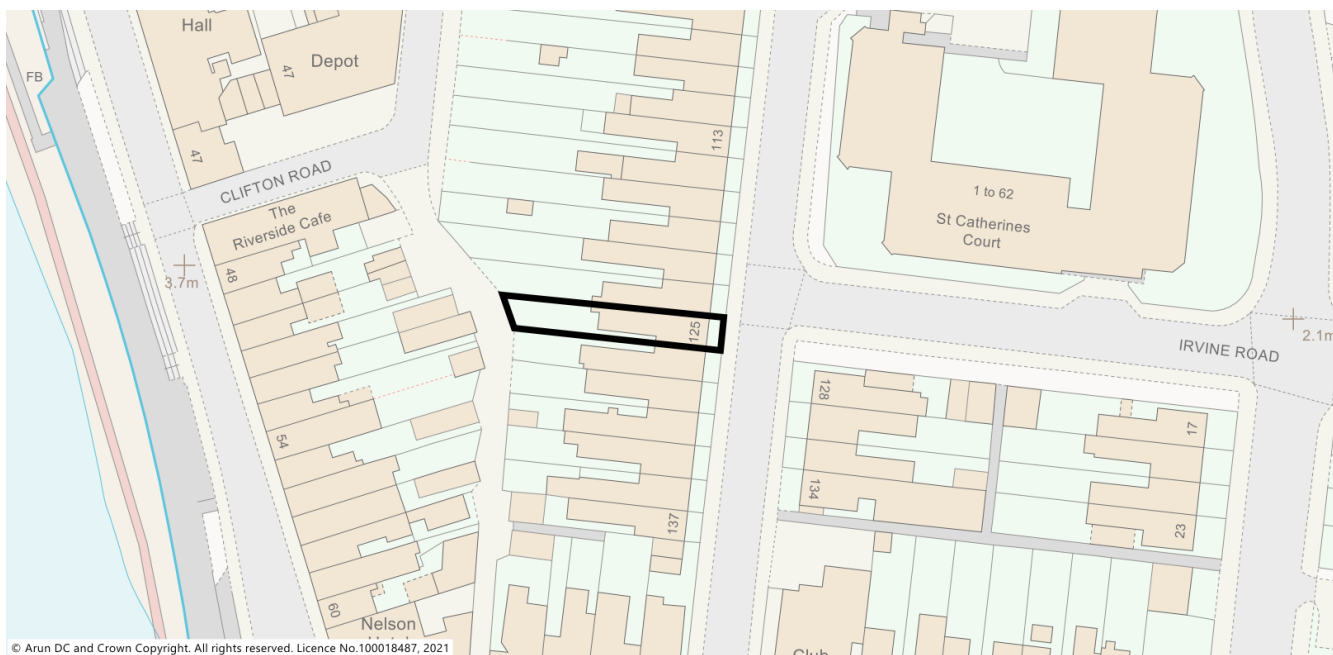 Hall
Depot
47
FB
113
47
CLIFTON ROAD
1 to 62
St Catherines
Court
The
Riverside Cafe
48
3.7m
125
2.1m
IRVINE ROAD
128
17
54
134
137
23
60
Nelson
Club
© Arun DC and Crown Copyright. All rights reserved. Licence No.100018487, 2021